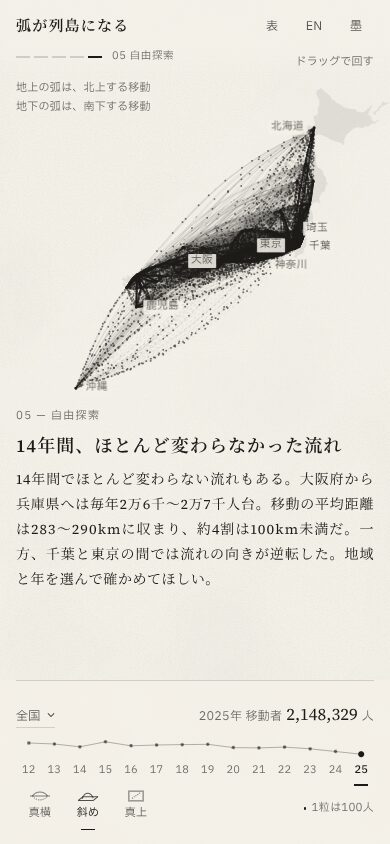 弧が列島になる
表 EN 墨
05 自由探索
ドラッグで回す
地上の弧は、北上する移動
地下の弧は、南下する移動
北海道
埼玉
東京
千葉
大阪
神奈川
鹿児島
沖縄
05 — 自由探索
14年間、ほとんど変わらなかった流れ
14年間でほとんど変わらない流れもある。大阪府から
兵庫県へは毎年2万6千〜2万7千人台。移動の平均距離
は283〜290kmに収まり、約4割は100km未満だ。一
方、千葉と東京の間では流れの向きが逆転した。地域
と年を選んで確かめてほしい。
全国
2025年 移動者 2,148,329 人
12 13 14 15 16 17 18 19 20 21 22 23 24 25
真横 斜め 真上
1粒は100人